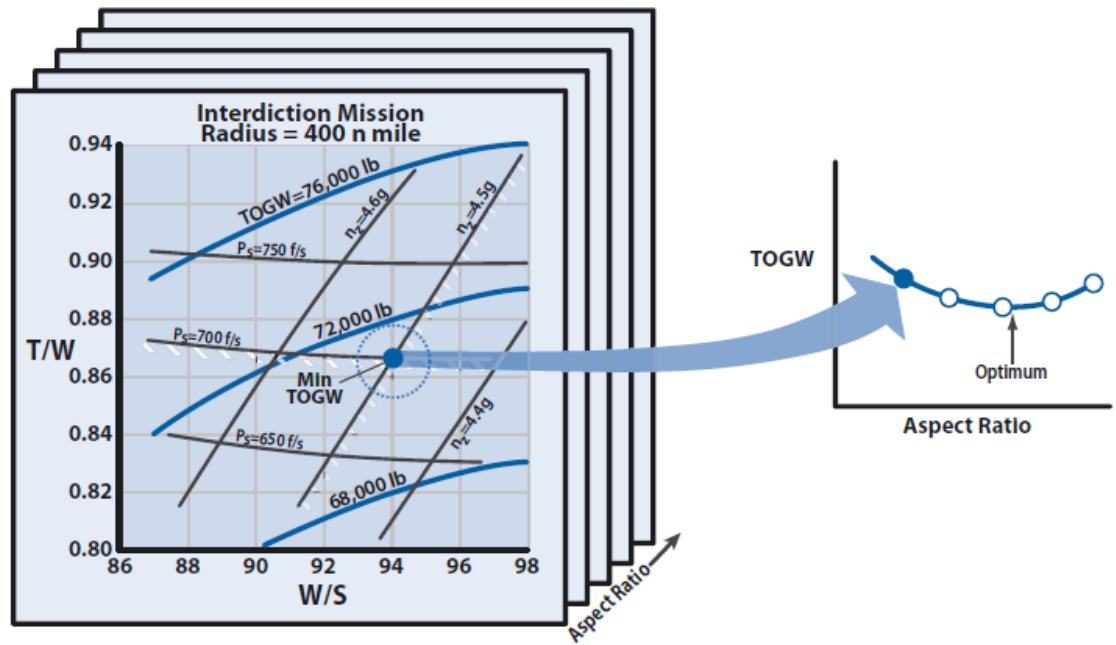 Interdiction Mission
Radius = 400 n mile
0.94
0.92
0.90
0.88
0.86
0.84
0.82
0.80
T/W
86
88
90
92
94
96
98
W/S
TOGW=76,000 lb
nz=4.6g
nz=4.5g
Ps=750 f/s
72,000 lb
Ps=700 f/s
Min
TOGW
nz=4.4g
Ps=650 f/s
68,000 lb
Aspect Ratio
TOGW
Optimum
Aspect Ratio